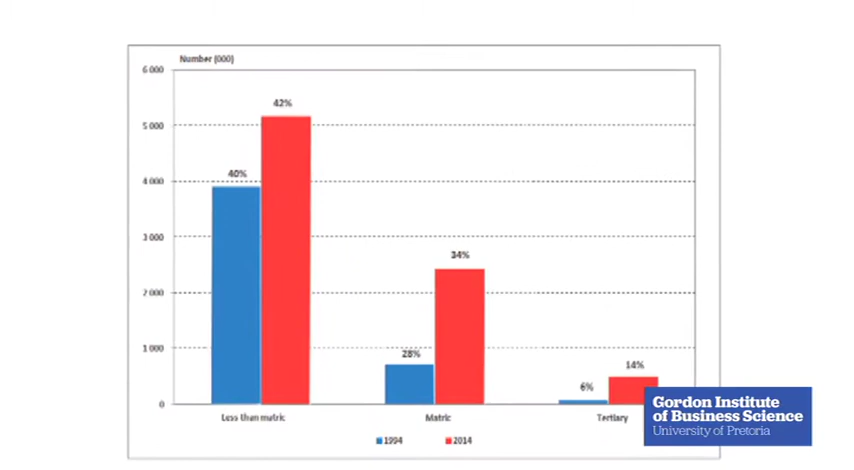 Number (000)
6 000
42%
5 000
40%
4 000
3 000
34%
2 000
28%
1 000
14%
6%
0
Less than matric
Matric
Tertiary
1994
2014
Gordon Institute
of Business Science
University of Pretoria